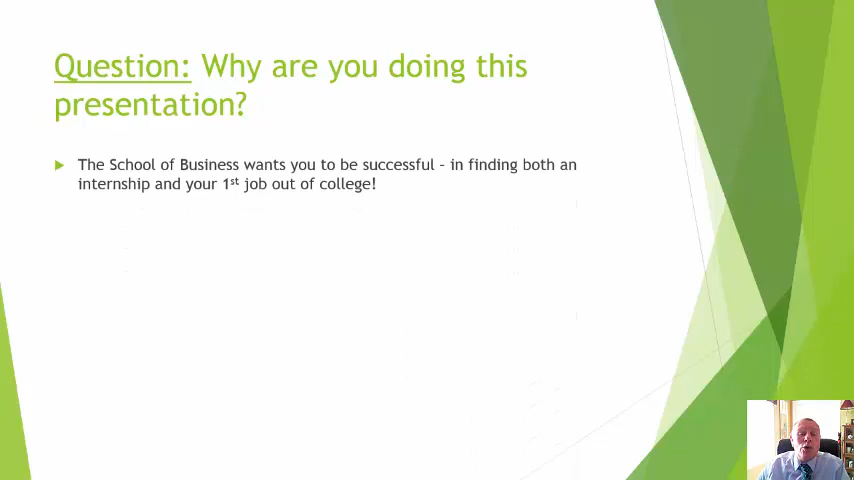 Question: Why are you doing this
presentation?
The School of Business wants you to be successful – in finding both an
internship and your 1st job out of college!